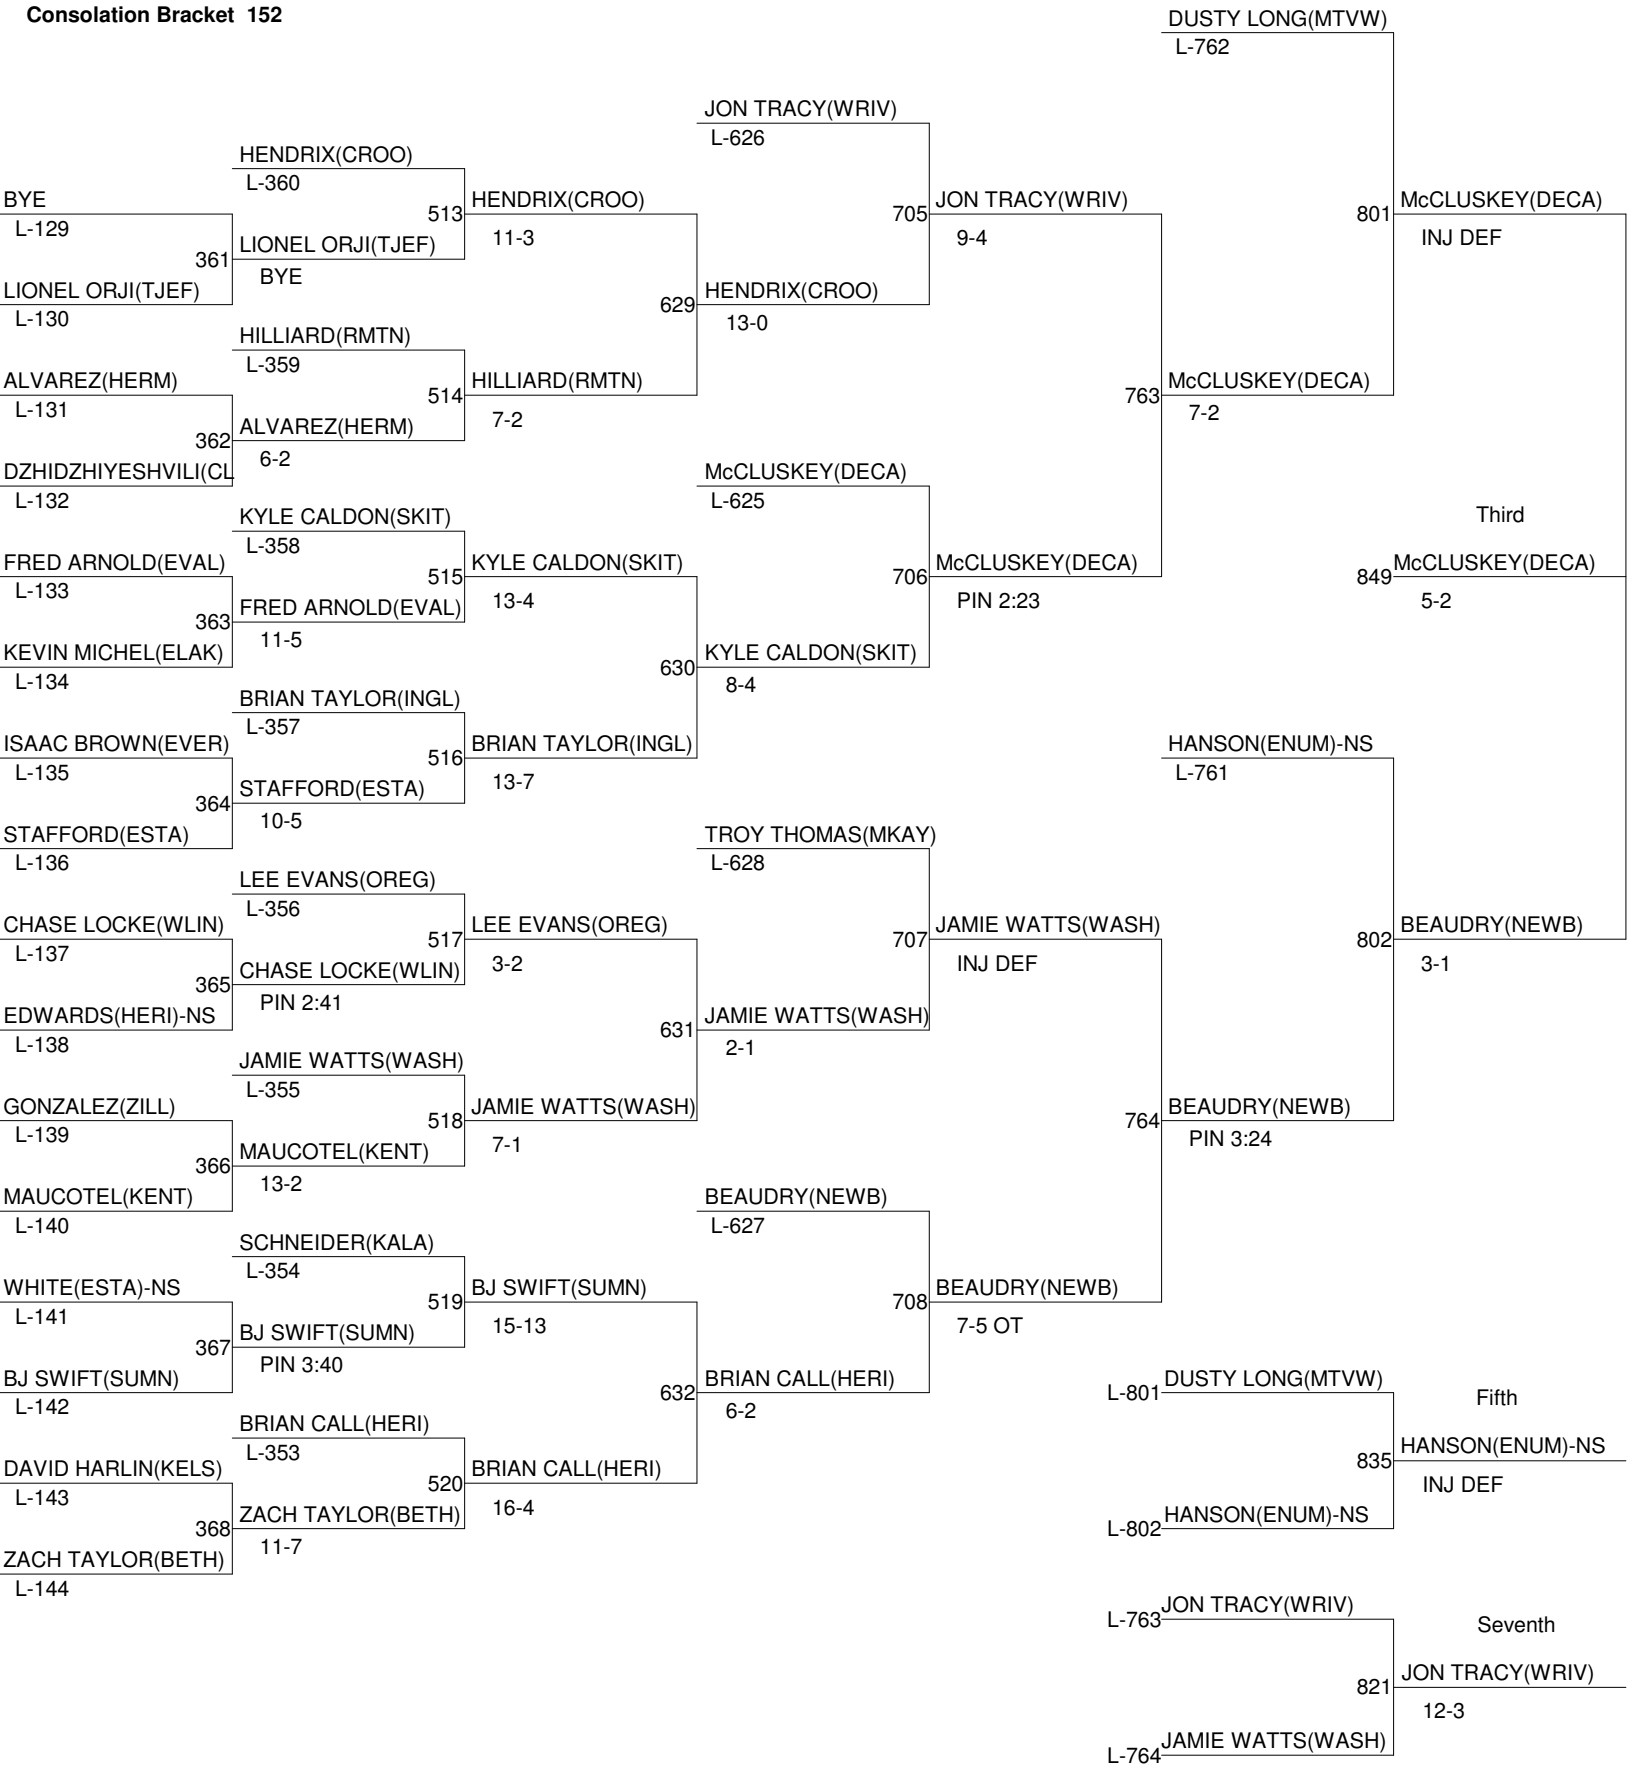 Consolation Bracket 152
DUSTY LONG(MTVW)
L-762
JON TRACY(WRIV)
L-626
HENDRIX(CROO)
L-360
BYE
L-129
513
HENDRIX(CROO)
11-3
705
JON TRACY(WRIV)
9-4
801
McCLUSKEY(DECA)
INJ DEF
361
LIONEL ORJI(TJEF)
BYE
LIONEL ORJI(TJEF)
L-130
629
HENDRIX(CROO)
13-0
HILLIARD(RMTN)
L-359
ALVAREZ(HERM)
L-131
514
HILLIARD(RMTN)
7-2
763
McCLUSKEY(DECA)
7-2
362
ALVAREZ(HERM)
6-2
DZHIDZHIYESHVILI(CL
L-132
McCLUSKEY(DECA)
L-625
KYLE CALDON(SKIT)
L-358
Third
FRED ARNOLD(EVAL)
L-133
515
KYLE CALDON(SKIT)
13-4
706
McCLUSKEY(DECA)
PIN 2:23
849
McCLUSKEY(DECA)
5-2
363
FRED ARNOLD(EVAL)
11-5
KEVIN MICHEL(ELAK)
L-134
630
KYLE CALDON(SKIT)
8-4
BRIAN TAYLOR(INGL)
L-357
ISAAC BROWN(EVER)
L-135
516
BRIAN TAYLOR(INGL)
13-7
HANSON(ENUM)-NS
L-761
364
STAFFORD(ESTA)
10-5
STAFFORD(ESTA)
L-136
TROY THOMAS(MKAY)
L-628
LEE EVANS(OREG)
L-356
CHASE LOCKE(WLIN)
L-137
517
LEE EVANS(OREG)
3-2
707
JAMIE WATTS(WASH)
INJ DEF
802
BEAUDRY(NEWB)
3-1
365
CHASE LOCKE(WLIN)
PIN 2:41
EDWARDS(HERI)-NS
L-138
631
JAMIE WATTS(WASH)
2-1
JAMIE WATTS(WASH)
L-355
GONZALEZ(ZILL)
L-139
518
JAMIE WATTS(WASH)
7-1
764
BEAUDRY(NEWB)
PIN 3:24
366
MAUCOTEL(KENT)
13-2
MAUCOTEL(KENT)
L-140
BEAUDRY(NEWB)
L-627
SCHNEIDER(KALA)
L-354
WHITE(ESTA)-NS
L-141
519
BJ SWIFT(SUMN)
15-13
708
BEAUDRY(NEWB)
7-5 OT
367
BJ SWIFT(SUMN)
PIN 3:40
BJ SWIFT(SUMN)
L-142
632
BRIAN CALL(HERI)
6-2
L-801
DUSTY LONG(MTVW)
Fifth
BRIAN CALL(HERI)
L-353
835
HANSON(ENUM)-NS
INJ DEF
DAVID HARLIN(KELS)
L-143
520
BRIAN CALL(HERI)
16-4
368
ZACH TAYLOR(BETH)
11-7
L-802
HANSON(ENUM)-NS
ZACH TAYLOR(BETH)
L-144
L-763
JON TRACY(WRIV)
Seventh
821
JON TRACY(WRIV)
12-3
L-764
JAMIE WATTS(WASH)